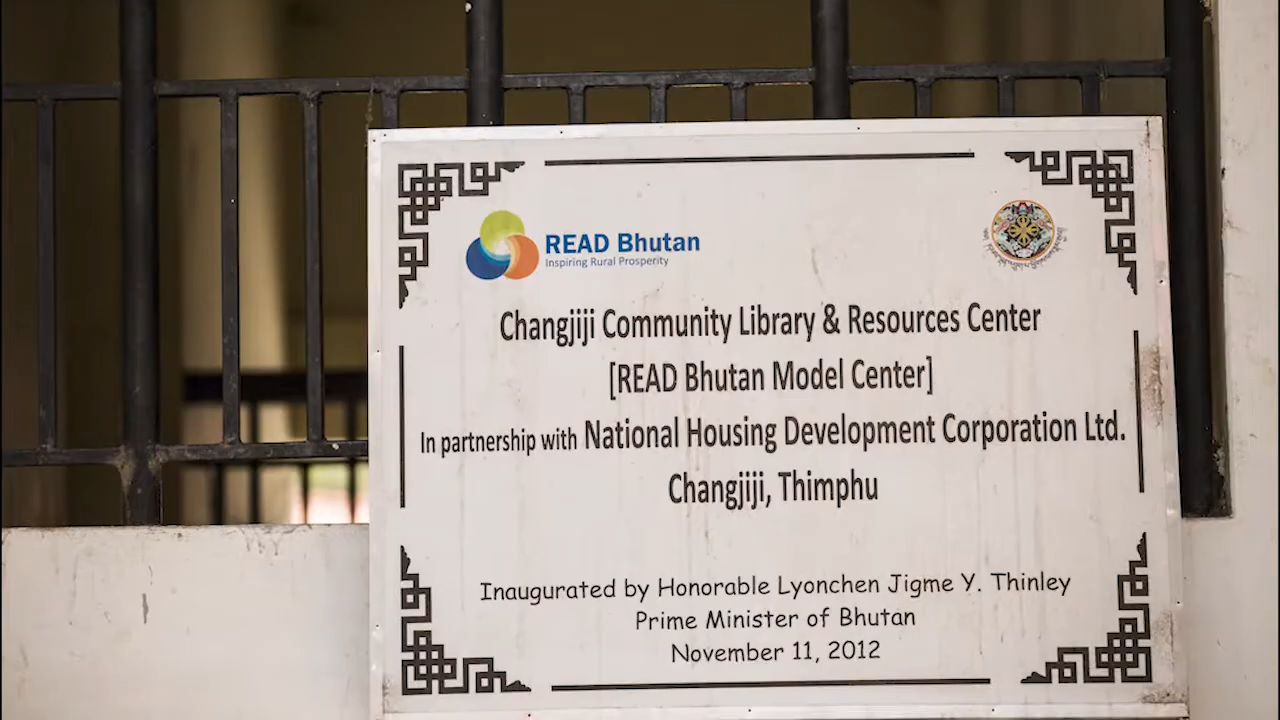 READ Bhutan
Inspiring Rural Prosperity
Changjiji Community Library & Resources Center
[READ Bhutan Model Center]
In partnership with National Housing Development Corporation Ltd.
Changjiji, Thimphu
Inaugurated by Honorable Lyonchen Jigme Y. Thinley
Prime Minister of Bhutan
November 11, 2012